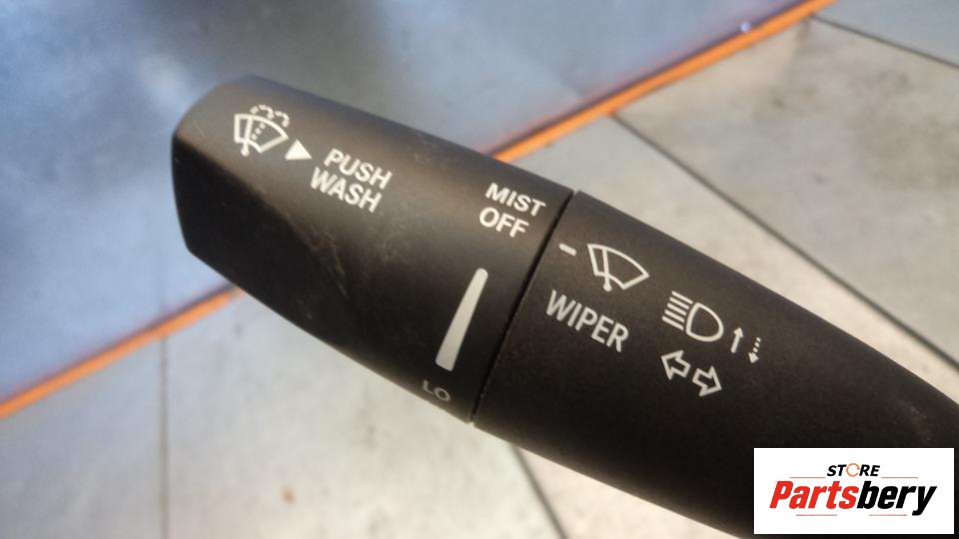 PUSH
WASH
MIST
OFF
WIPER
LO
STORE
Partsbery